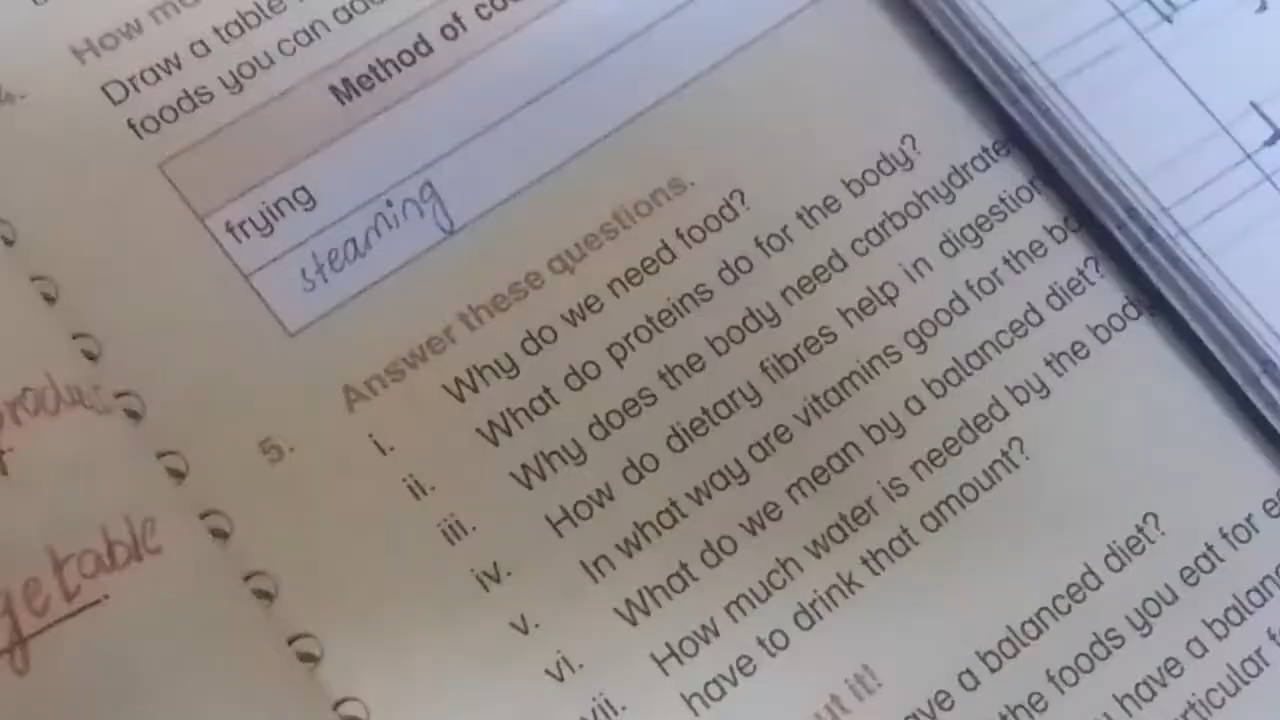 How
4.
Draw a table
foods you can
Method of
frying
steaming
5. Answer these questions.
i. Why do we need food?
ii. What do proteins do for the body?
iii. Why does the body need carbohydrate
iv. How do dietary fibres help in digestion
v. In what way are vitamins good for the
vi. What do we mean by a balanced diet?
vii. How much water is needed by the body
have to drink that amount?
it!
a balanced diet?
the foods you eat for
have a
getable